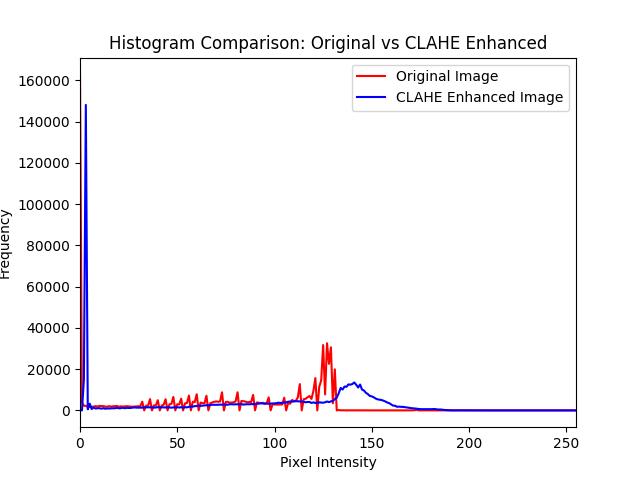 Histogram Comparison: Original vs CLAHE Enhanced
Original Image
CLAHE Enhanced Image
Frequency
160000
140000
120000
100000
80000
60000
40000
20000
0
0 50 100 150 200 250
Pixel Intensity